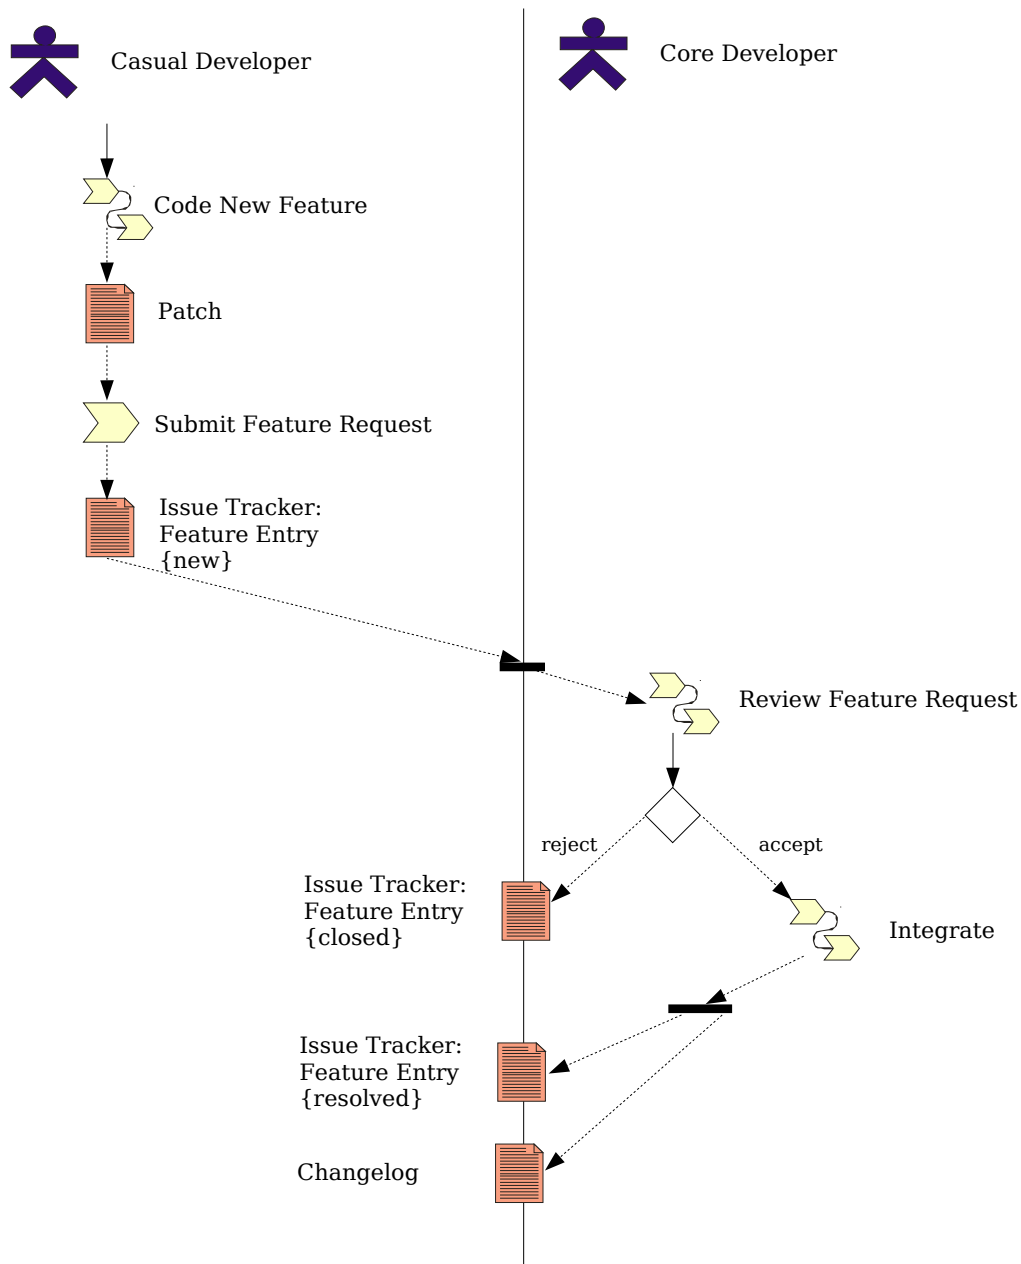 Casual Developer
Core Developer
Code New Feature
Patch
Submit Feature Request
Issue Tracker:
Feature Entry
{new}
Review Feature Request
reject
accept
Issue Tracker:
Feature Entry
{closed}
Integrate
Issue Tracker:
Feature Entry
{resolved}
Changelog